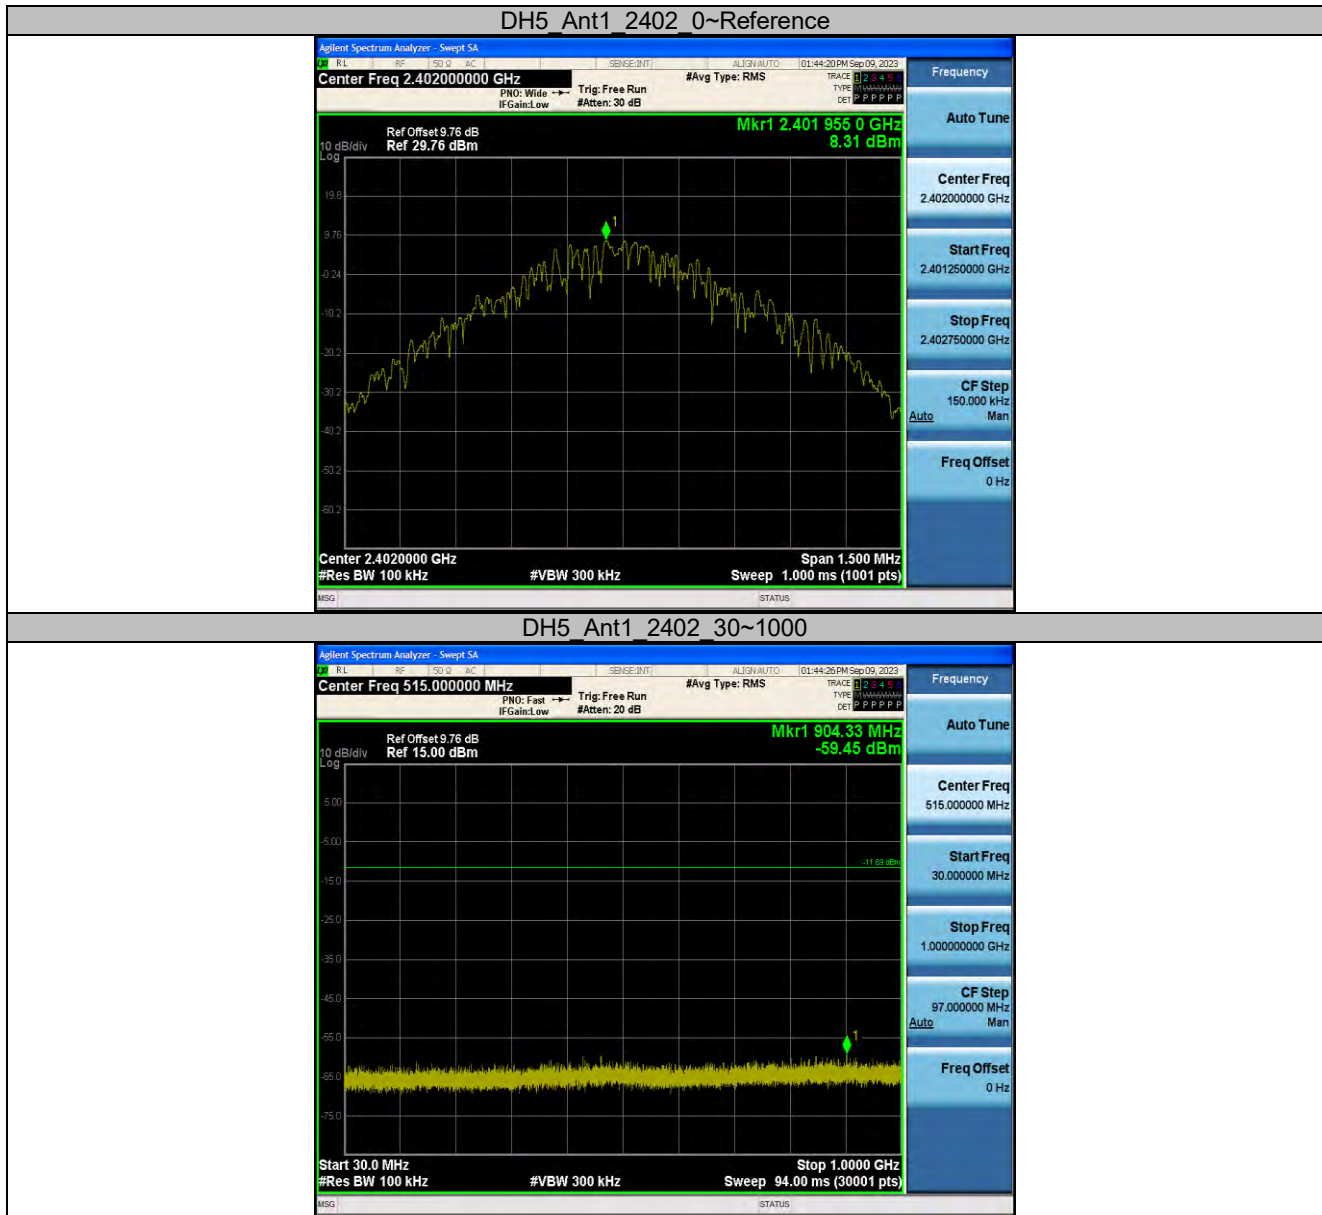 DH5_Ant1_2402_0~Reference
Agilent Spectrum Analyzer - Swept SA
RL RF 50 Ω AC SENSE:INT ALIGN AUTO 01:44:20 PM Sep 09, 2023
Center Freq 2.402000000 GHz
PNO: Wide
IFGain:Low
Trig: Free Run
#Atten: 30 dB
#Avg Type: RMS
TRACE 1 2 3 4 5 6
TYPE M
DET P P P P P P
Frequency
Mkr1 2.401 955 0 GHz
8.31 dBm
Ref Offset 9.76 dB
10 dB/div Ref 29.76 dBm
Log
19.8
9.76
-0.24
-10.2
-20.2
-30.2
-40.2
-50.2
-60.2
1
Center 2.4020000 GHz Span 1.500 MHz
#Res BW 100 kHz #VBW 300 kHz Sweep 1.000 ms (1001 pts)
MSG STATUS
Auto Tune
Center Freq
2.402000000 GHz
Start Freq
2.401250000 GHz
Stop Freq
2.402750000 GHz
CF Step
150.000 kHz
Auto Man
Freq Offset
0 Hz
DH5_Ant1_2402_30~1000
Agilent Spectrum Analyzer - Swept SA
RL RF 50 Ω AC SENSE:INT ALIGN AUTO 01:44:26 PM Sep 09, 2023
Center Freq 515.000000 MHz
PNO: Fast
IFGain:Low
Trig: Free Run
#Atten: 20 dB
#Avg Type: RMS
TRACE 1 2 3 4 5 6
TYPE M
DET P P P P P P
Frequency
Mkr1 904.33 MHz
-59.45 dBm
Ref Offset 9.76 dB
10 dB/div Ref 15.00 dBm
Log
5.00
-5.00
-15.0
-25.0
-35.0
-45.0
-55.0
-65.0
-75.0
-11.69 dBm
1
Start 30.0 MHz Stop 1.0000 GHz
#Res BW 100 kHz #VBW 300 kHz Sweep 94.00 ms (30001 pts)
MSG STATUS
Auto Tune
Center Freq
515.000000 MHz
Start Freq
30.000000 MHz
Stop Freq
1.000000000 GHz
CF Step
97.000000 MHz
Auto Man
Freq Offset
0 Hz